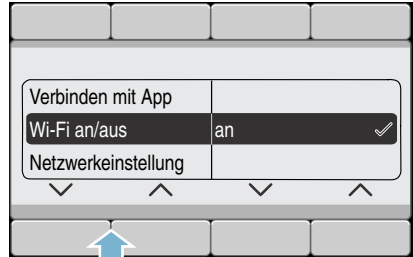 Verbinden mit App
Wi-Fi an/aus an
Netzwerkeinstellung